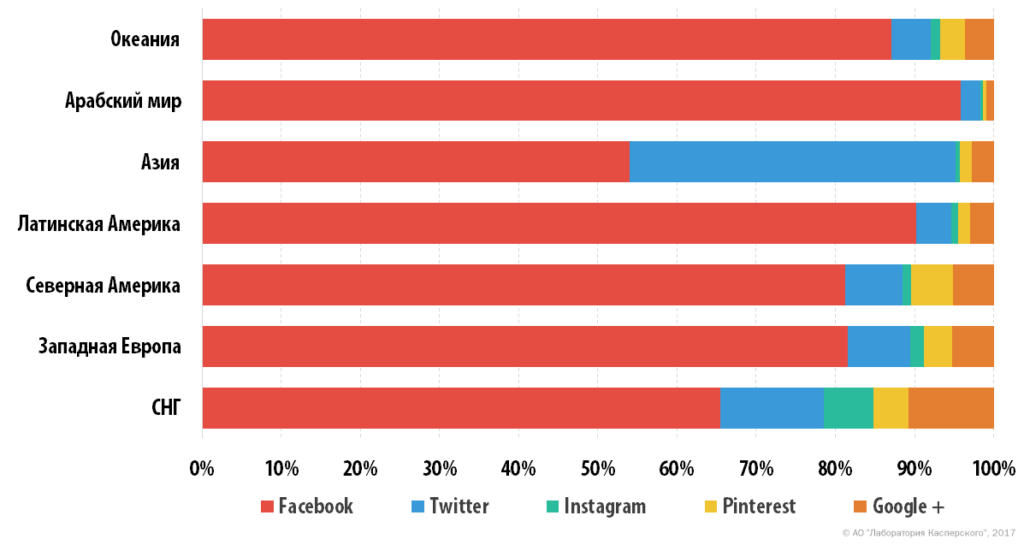 Океания
Арабский мир
Азия
Латинская Америка
Северная Америка
Западная Европа
СНГ
0% 10% 20% 30% 40% 50% 60% 70% 80% 90% 100%
Facebook Twitter Instagram Pinterest Google +
© АО "Лаборатория Касперского", 2017